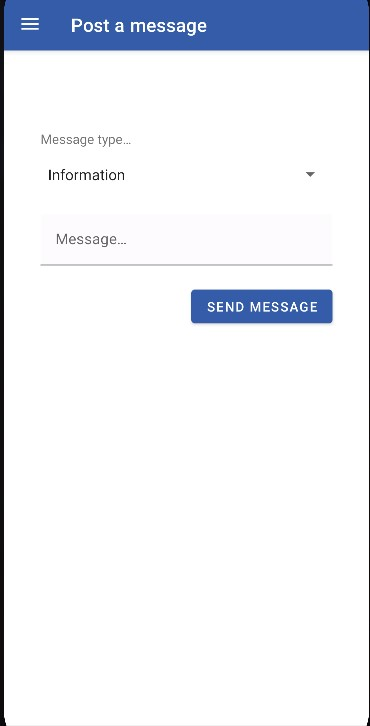 Post a message
Message type...
Information
Message...
SEND MESSAGE